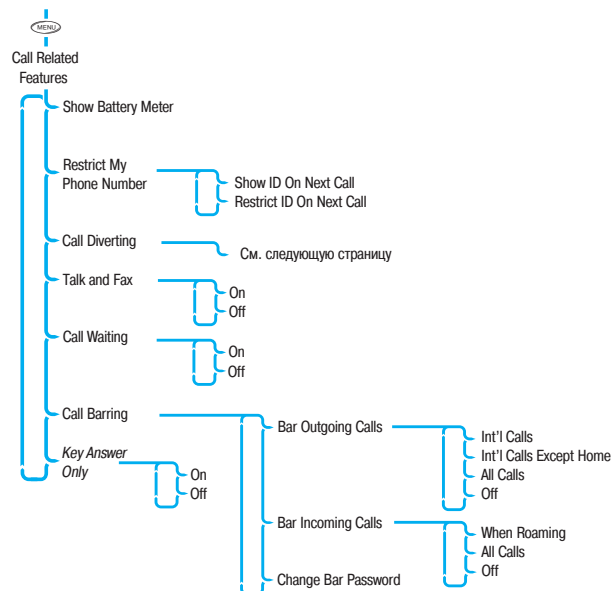 MENU
Call Related
Features
Show Battery Meter
Restrict My
Phone Number
Show ID On Next Call
Restrict ID On Next Call
Call Diverting
См. следующую страницу
Talk and Fax
On
Off
Call Waiting
On
Off
Call Barring
Bar Outgoing Calls
Int'l Calls
Int'l Calls Except Home
All Calls
Off
Key Answer
Only
On
Off
Bar Incoming Calls
When Roaming
All Calls
Off
Change Bar Password